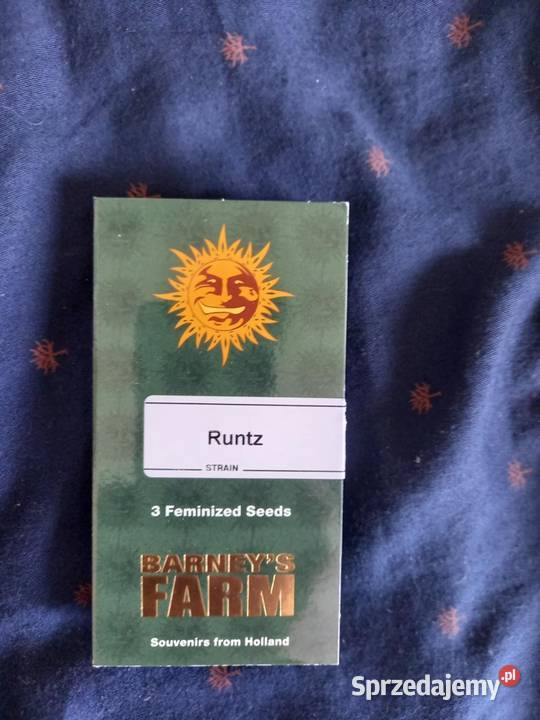 Runtz
STRAIN
3 Feminized Seeds
BARNEY'S
FARM
Souvenirs from Holland
Sprzedajemy.pl